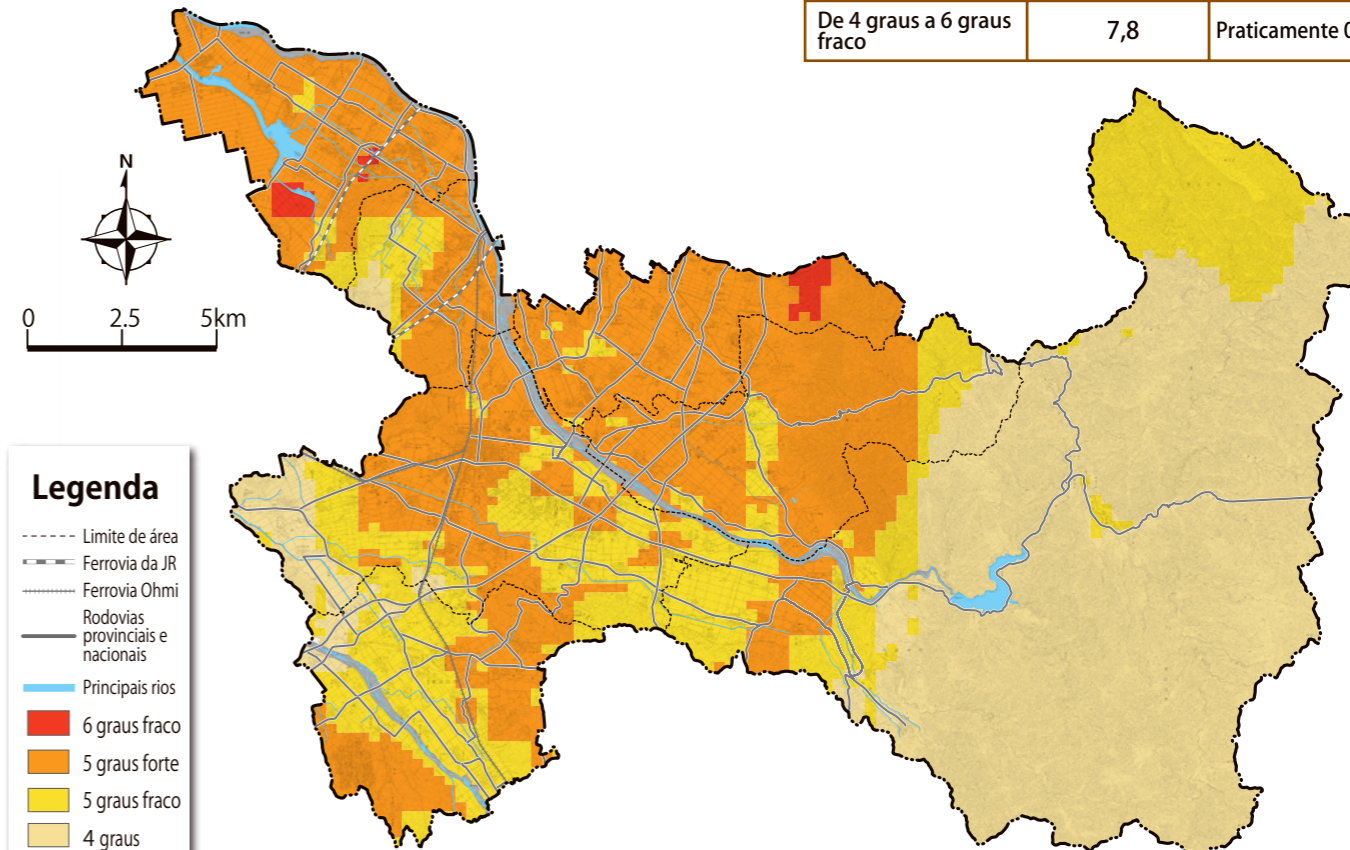 De 4 graus a 6 graus
fraco
7,8
Praticamente 0
N
0 2.5 5km
Legenda
Limite de área
Ferrovia da JR
Ferrovia Ohmi
Rodovias
provinciais e
nacionais
Principais rios
6 graus fraco
5 graus forte
5 graus fraco
4 graus